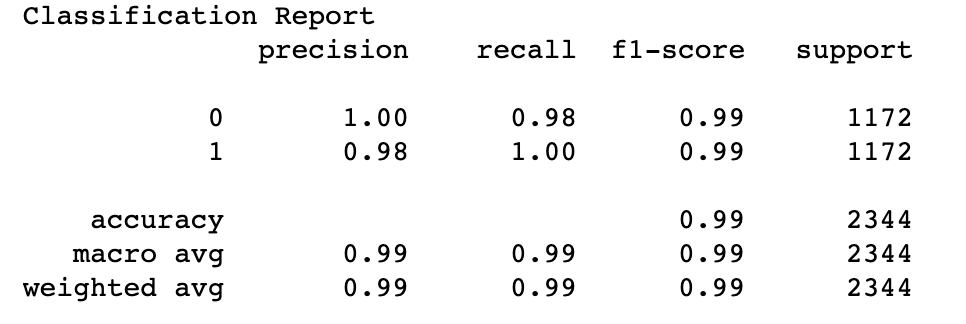 Classification Report
precision recall f1-score support
0 1.00 0.98 0.99 1172
1 0.98 1.00 0.99 1172
accuracy 0.99 2344
macro avg 0.99 0.99 0.99 2344
weighted avg 0.99 0.99 0.99 2344